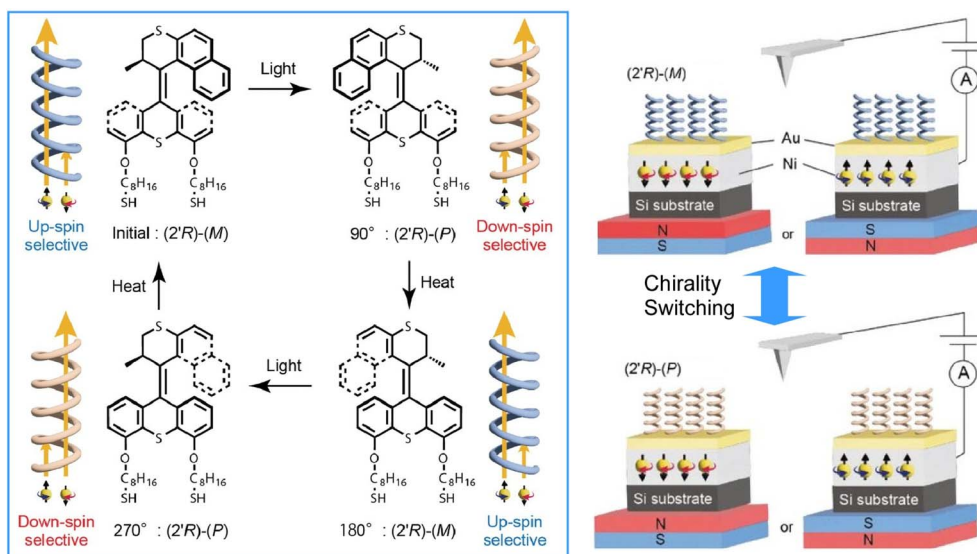 S
S
Light
S
S
O
O
C₈H₁₆
C₈H₁₆
SH
SH
O
O
C₈H₁₆
C₈H₁₆
SH
SH
Up-spin
selective
Initial : (2'R)-(M)
90° : (2'R)-(P)
Down-spin
selective
Heat
Heat
S
S
Light
S
S
O
O
C₈H₁₆
C₈H₁₆
SH
SH
O
O
C₈H₁₆
C₈H₁₆
SH
SH
Down-spin
selective
270° : (2'R)-(P)
180° : (2'R)-(M)
Up-spin
selective
(2'R)-(M)
A
Au
Ni
Si substrate
Si substrate
N
S
or
S
N
Chirality
Switching
(2'R)-(P)
A
Si substrate
Si substrate
N
S
or
S
N